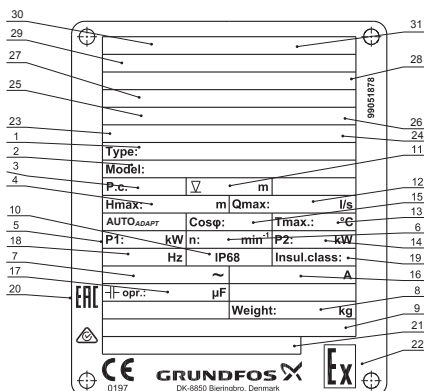 30
31
29
28
27
25
99051878
26
23
24
1
Type:
11
2
Model:
3
P.c. m
12
4
Hmax: m Qmax: l/s
15
10
AUTOADAPT Cosφ: Tmax.: ºC
13
5
6
P1: kW n: min-1 P2: kW
14
18
Hz IP68 Insul.class:
19
7
~ A
16
17
opr.: µF
8
20
EAC
Weight: kg
9
21
CE
0197
GRUNDFOS
DK-8850 Bjerringbro, Denmark
Ex
22